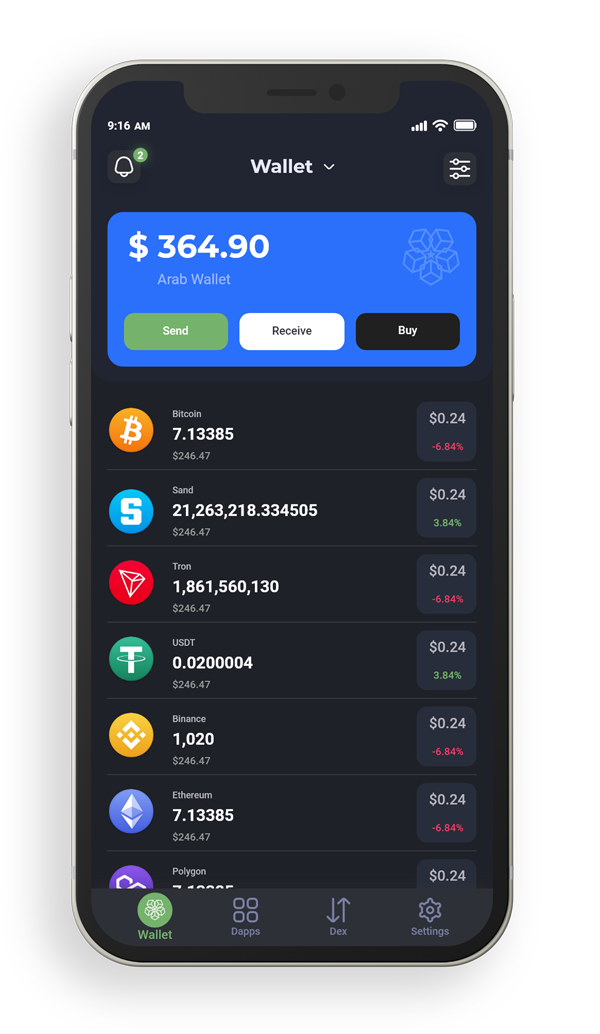 9:16 AM
2
Wallet
$ 364.90
Arab Wallet
Send
Receive
Buy
Bitcoin
7.13385
$246.47
$0.24
-6.84%
Sand
21,263,218.334505
$246.47
$0.24
3.84%
Tron
1,861,560,130
$246.47
$0.24
-6.84%
USDT
0.0200004
$246.47
$0.24
3.84%
Binance
1,020
$246.47
$0.24
-6.84%
Ethereum
7.13385
$246.47
$0.24
-6.84%
Polygon
$0.24
Wallet
Dapps
Dex
Settings